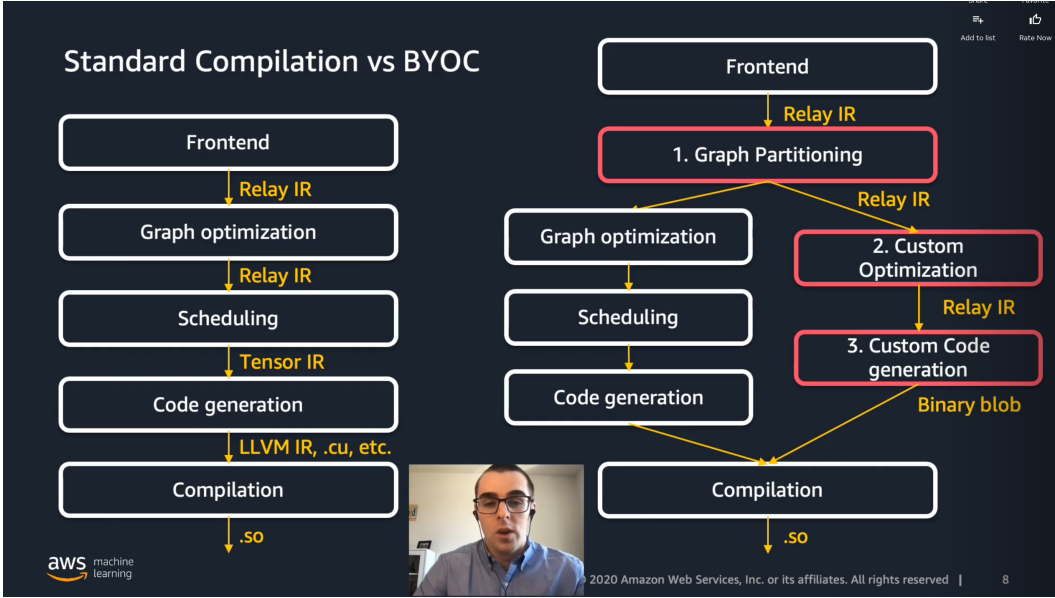 Add to list
Rate Now
Standard Compilation vs BYOC
Frontend
Relay IR
Graph optimization
Relay IR
Scheduling
Tensor IR
Code generation
LLVM IR, .cu, etc.
Compilation
.so
Frontend
Relay IR
1. Graph Partitioning
Relay IR
Graph optimization
Scheduling
Code generation
2. Custom
Optimization
Relay IR
3. Custom Code
generation
Binary blob
Compilation
.so
aws machine
learning
2020 Amazon Web Services, Inc. or its affiliates. All rights reserved |
8